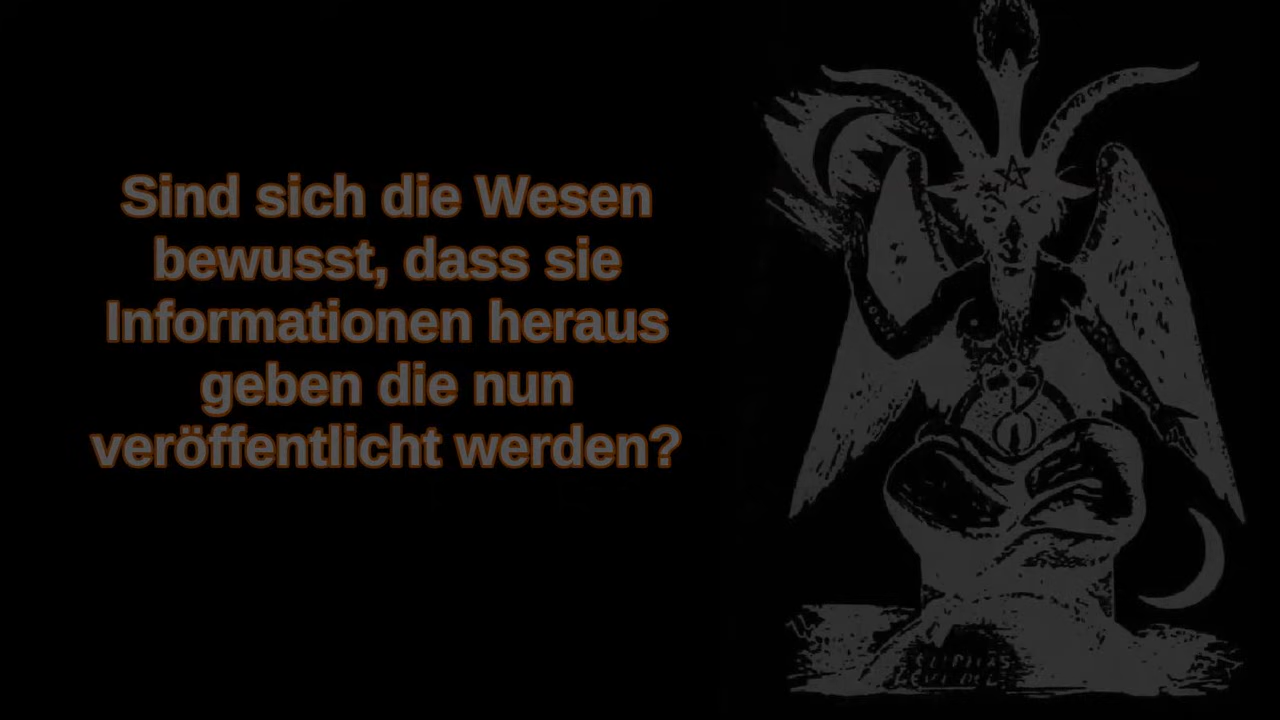 Sind sich die Wesen
bewusst, dass sie
Informationen heraus
geben die nun
veröffentlicht werden?